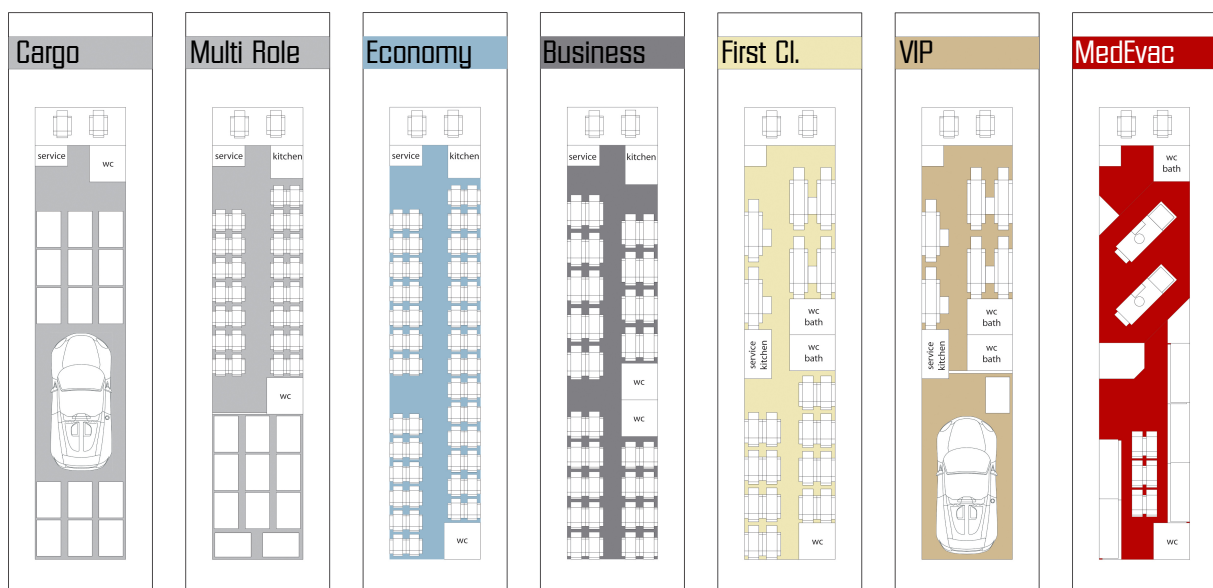 Cargo
service
wc
Multi Role
service
kitchen
wc
Economy
service
kitchen
wc
Business
service
kitchen
wc
wc
First Cl.
wc
bath
wc
bath
service
kitchen
wc
VIP
wc
bath
wc
bath
service
kitchen
MedEvac
wc
bath
wc